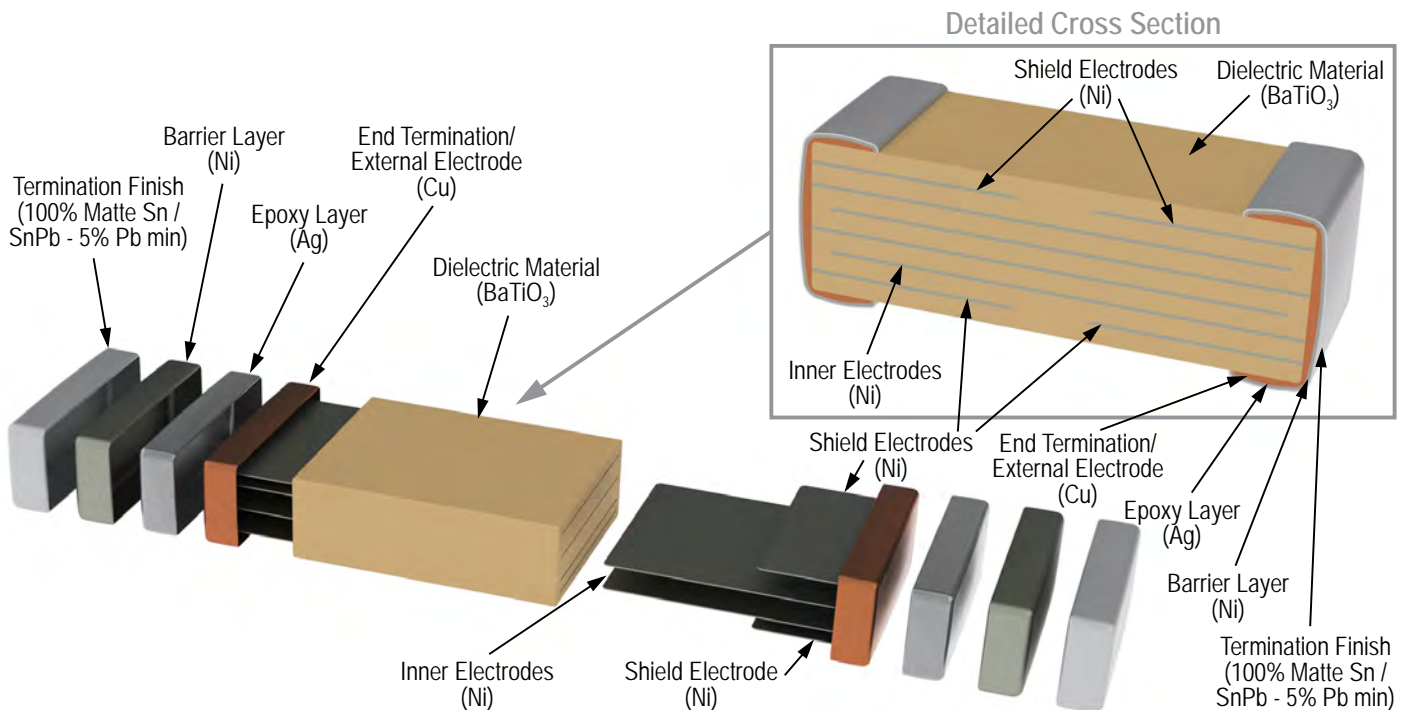 Detailed Cross Section
Shield Electrodes
(Ni)
Dielectric Material
(BaTiO₃)
Barrier Layer
(Ni)
End Termination/
External Electrode
(Cu)
Termination Finish
(100% Matte Sn /
SnPb - 5% Pb min)
Epoxy Layer
(Ag)
Dielectric Material
(BaTiO₃)
Inner Electrodes
(Ni)
Shield Electrodes
(Ni)
End Termination/
External Electrode
(Cu)
Epoxy Layer
(Ag)
Barrier Layer
(Ni)
Termination Finish
(100% Matte Sn /
SnPb - 5% Pb min)
Inner Electrodes
(Ni)
Shield Electrode
(Ni)